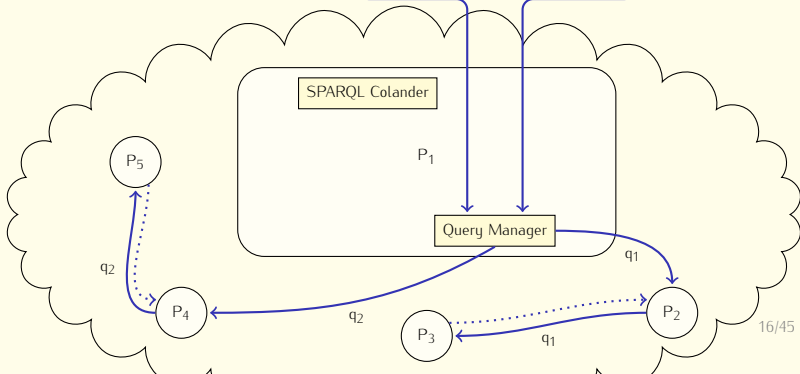 SPARQL Colander
P1
P5
Query Manager
q1
q2
P4
q2
P3
q1
P2
16/45